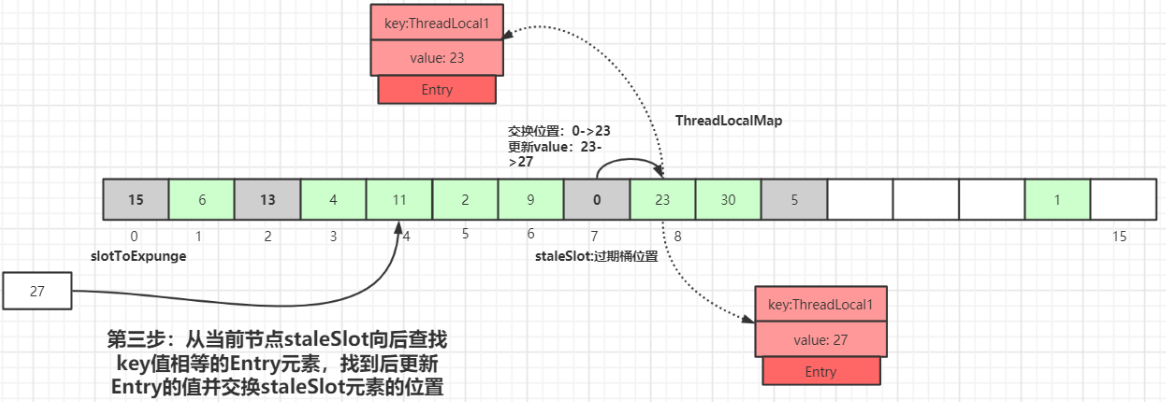 key:ThreadLocal1
value: 23
Entry
交换位置：0->23
更新value：23-
>27
ThreadLocalMap
15 6 13 4 11 2 9 0 23 30 5 1
0 1 2 3 4 5 6 7 8 15
slotToExpunge
staleSlot:过期桶位置
27
key:ThreadLocal1
value: 27
Entry
第三步：从当前节点staleSlot向后查找
key值相等的Entry元素，找到后更新
Entry的值并交换staleSlot元素的位置